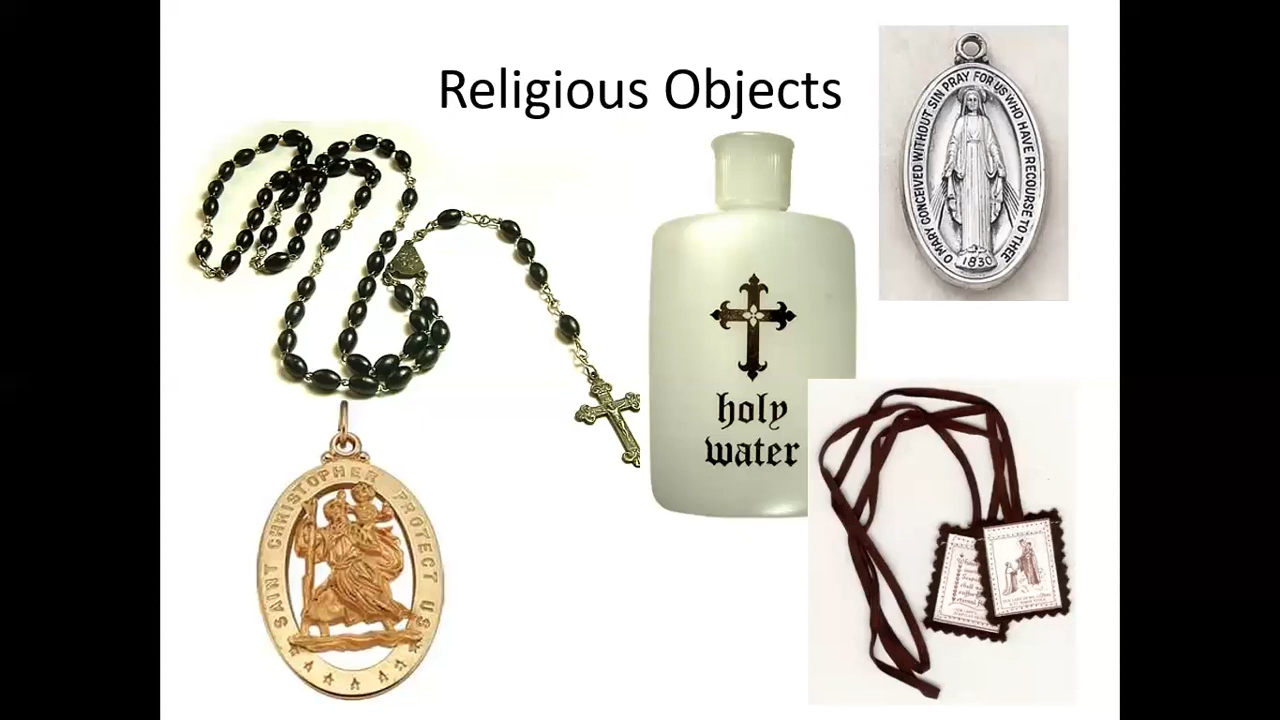 Religious Objects
O MARY CONCEIVED WITHOUT SIN PRAY FOR US WHO HAVE RECOURSE TO THEE
1830
holy
water
SAINT CHRISTOPHER PROTECT US